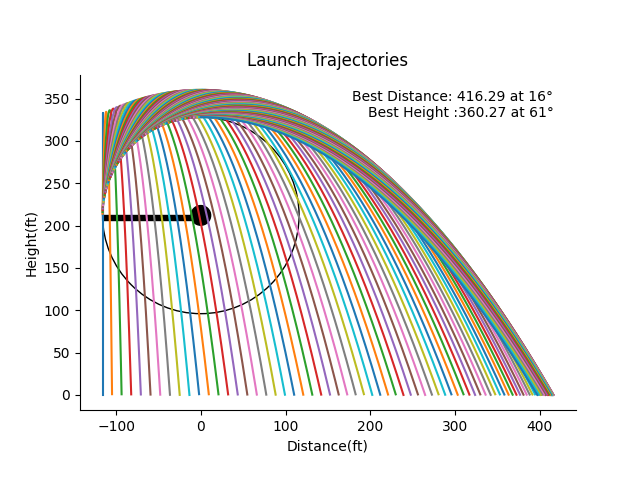 Launch Trajectories
Best Distance: 416.29 at 16°
Best Height :360.27 at 61°
Height(ft)
350
300
250
200
150
100
50
0
−100
0
100
200
300
400
Distance(ft)